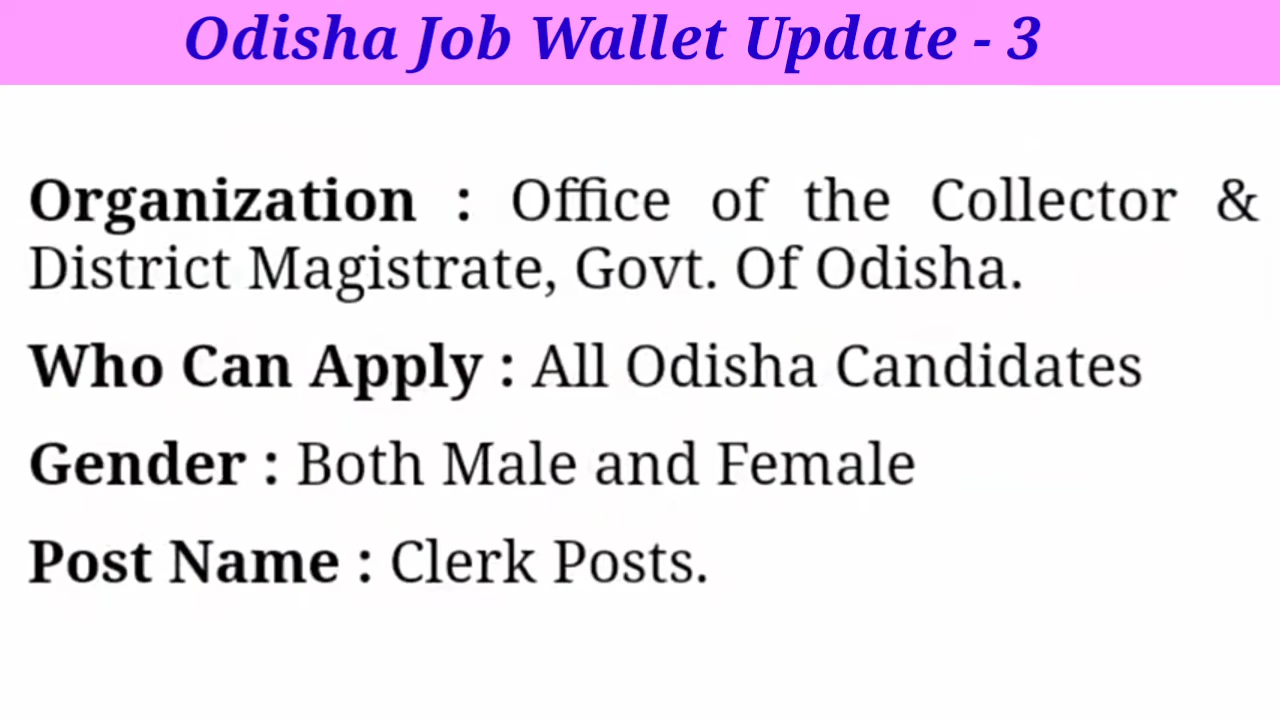 Odisha Job Wallet Update - 3
Organization : Office of the Collector &
District Magistrate, Govt. Of Odisha.
Who Can Apply : All Odisha Candidates
Gender : Both Male and Female
Post Name : Clerk Posts.